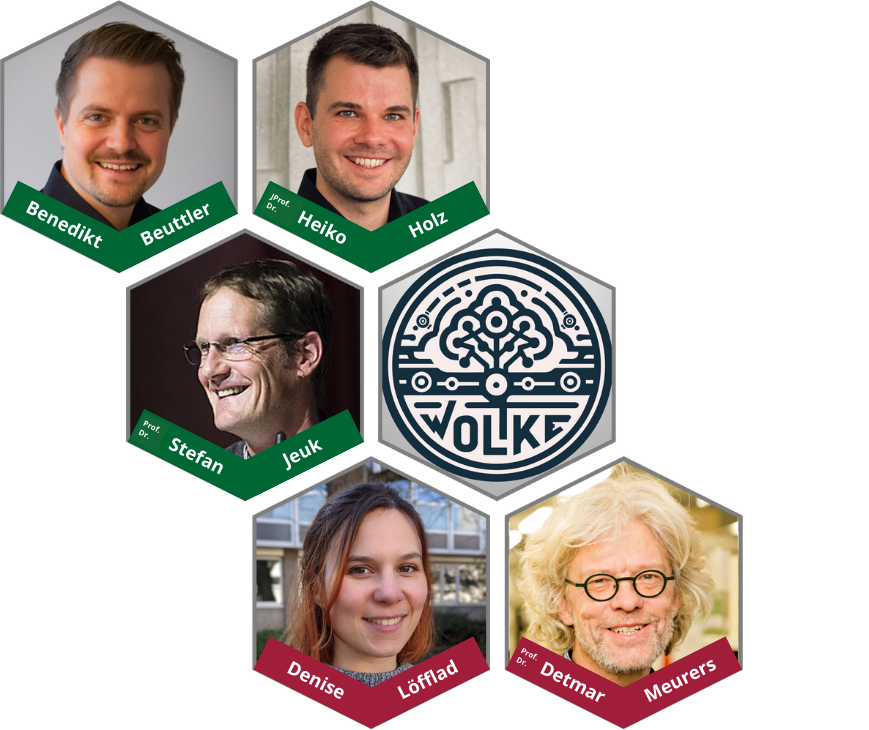 Benedikt Beuttler
JProf.
Dr.
Heiko Holz
Prof.
Dr.
Stefan Jeuk
WOLKE
Denise Löfflad
Prof.
Dr.
Detmar Meurers